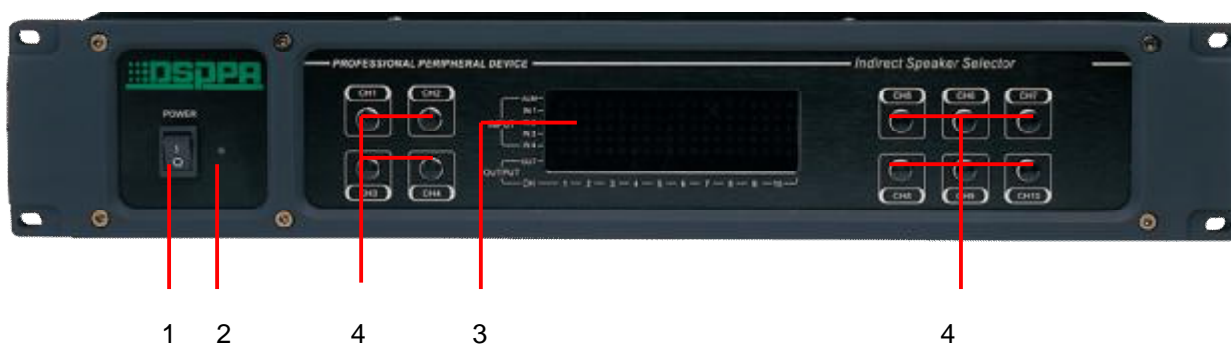 PROFESSIONAL PERIPHERAL DEVICE
Indirect Speaker Selector
DSPPA
POWER
CH1 CH2
CH3 CH4
ALM
IN 1
INPUT
IN 3
IN 4
OUT
OUTPUT
CH 1 2 3 4 5 6 7 8 9 10
CH5 CH6 CH7
CH8 CH9 CH10
1 2 4 3 4